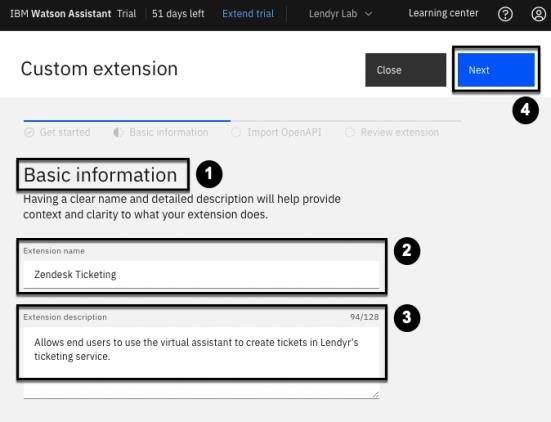 IBM Watson Assistant Trial 51 days left Extend trial Lendyr Lab Learning center
Custom extension
Close
Next
4
Get started Basic information Import OpenAPI Review extension
Basic information
1
Having a clear name and detailed description will help provide
context and clarity to what your extension does.
2
Extension name
Zendesk Ticketing
3
Extension description 94/128
Allows end users to use the virtual assistant to create tickets in Lendyr's
ticketing service.